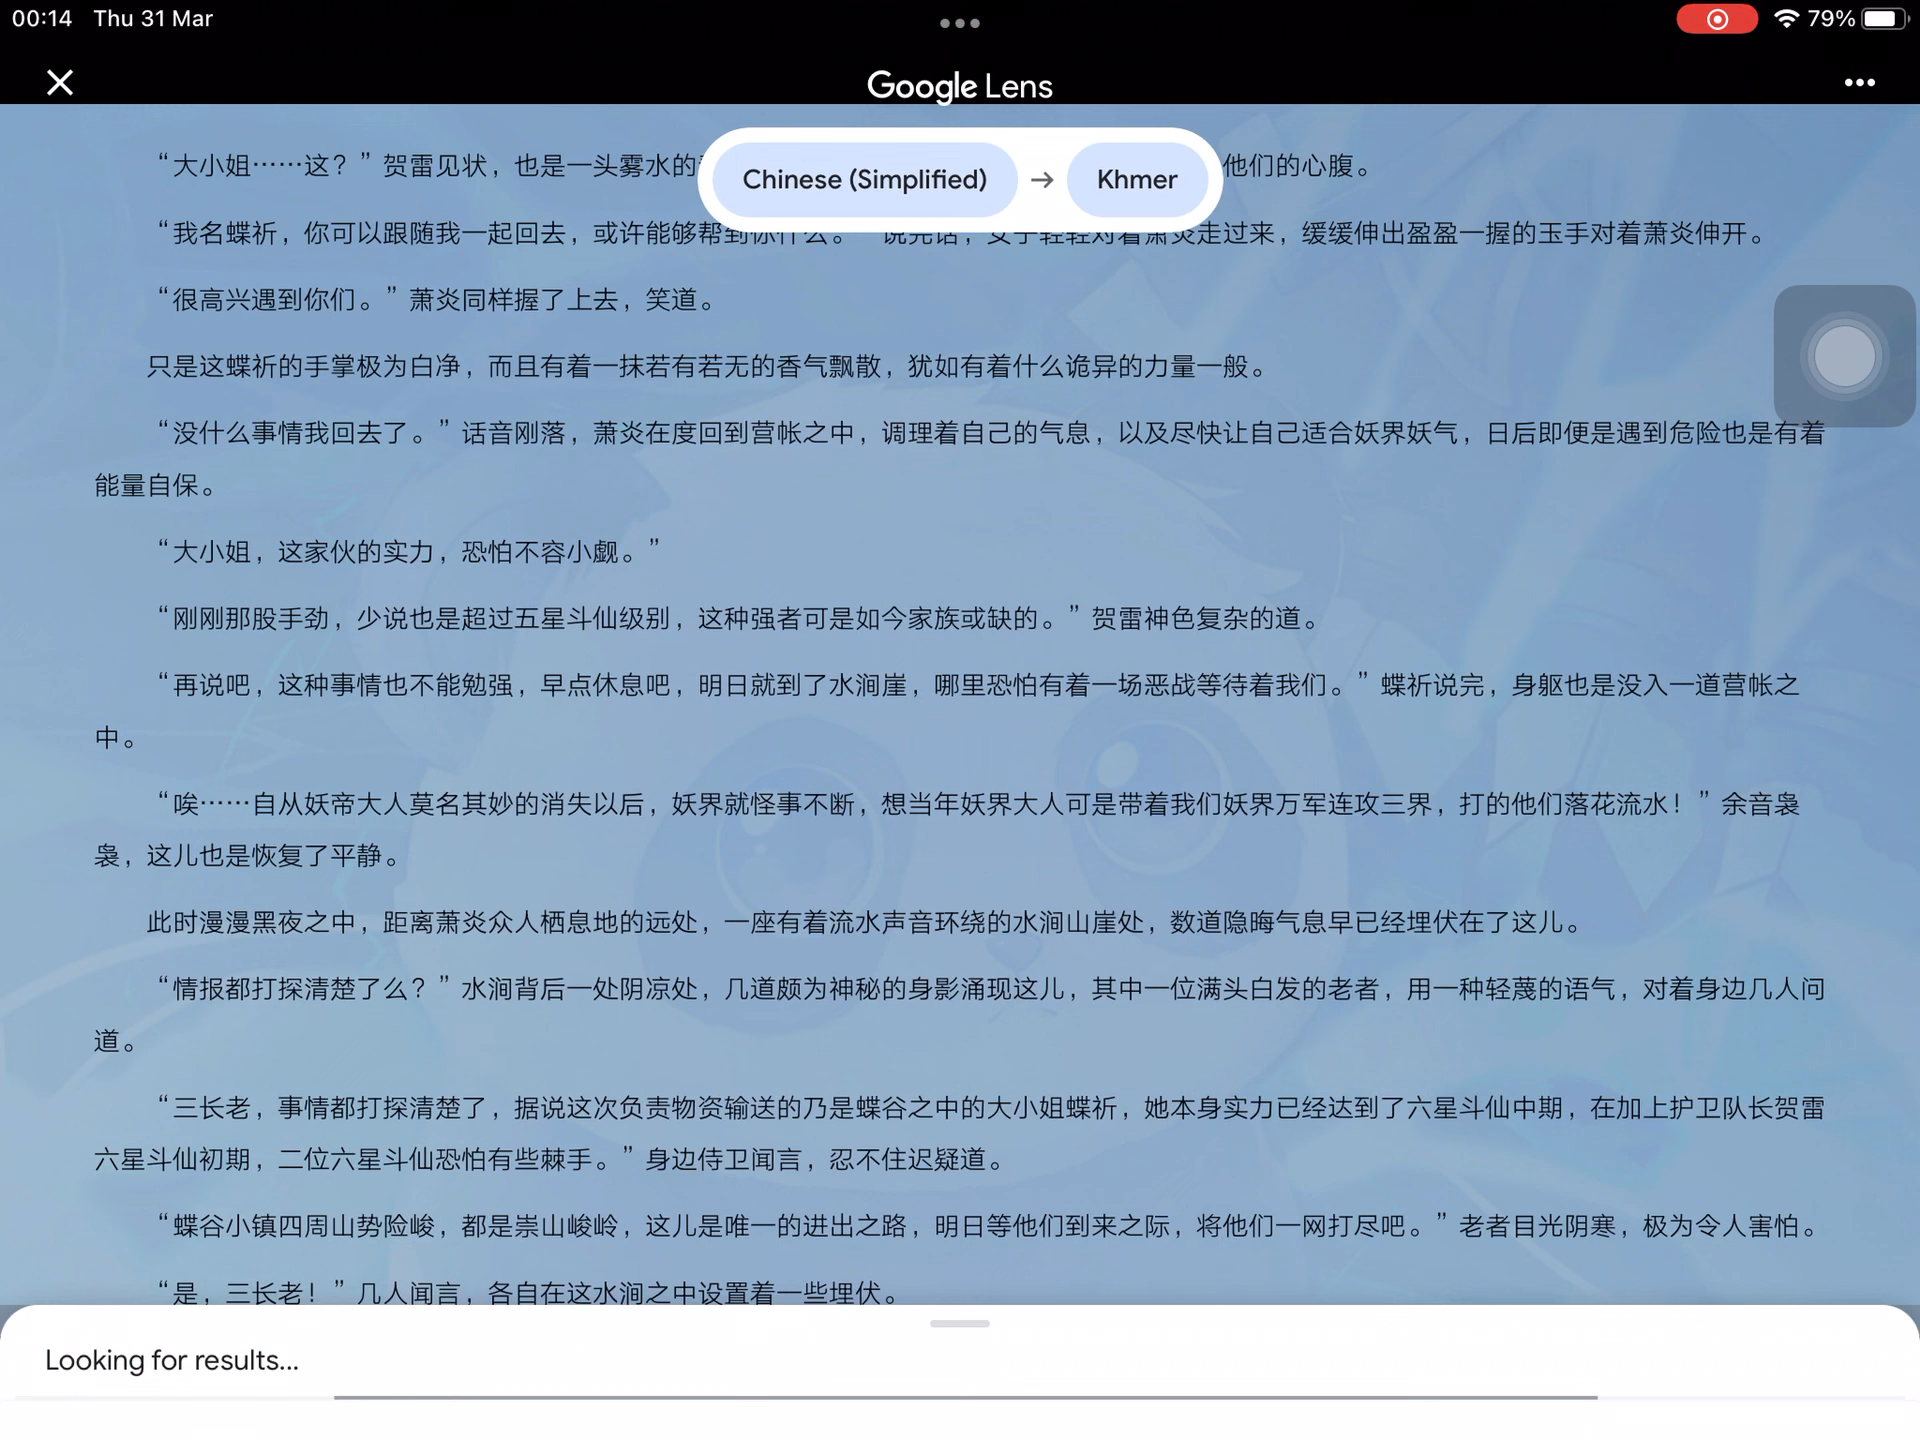 00:14 Thu 31 Mar
79%
Google Lens
Chinese (Simplified) → Khmer
“大小姐……这？”贺雷见状，也是一头雾水的 他们的心腹。
“我名蝶祈，你可以跟随我一起回去，或许能够帮到你什么。”说完话，女子轻轻对着萧炎走过来，缓缓伸出盈盈一握的玉手对着萧炎伸开。
“很高兴遇到你们。”萧炎同样握了上去，笑道。
只是这蝶祈的手掌极为白净，而且有着一抹若有若无的香气飘散，犹如有着什么诡异的力量一般。
“没什么事情我回去了。”话音刚落，萧炎在度回到营帐之中，调理着自己的气息，以及尽快让自己适合妖界妖气，日后即便是遇到危险也是有着
能量自保。
“大小姐，这家伙的实力，恐怕不容小觑。”
“刚刚那股手劲，少说也是超过五星斗仙级别，这种强者可是如今家族或缺的。”贺雷神色复杂的道。
“再说吧，这种事情也不能勉强，早点休息吧，明日就到了水涧崖，哪里恐怕有着一场恶战等待着我们。”蝶祈说完，身躯也是没入一道营帐之
中。
“唉……自从妖帝大人莫名其妙的消失以后，妖界就怪事不断，想当年妖界大人可是带着我们妖界万军连攻三界，打的他们落花流水！”余音袅
袅，这儿也是恢复了平静。
此时漫漫黑夜之中，距离萧炎众人栖息地的远处，一座有着流水声音环绕的水涧山崖处，数道隐晦气息早已经埋伏在了这儿。
“情报都打探清楚了么？”水涧背后一处阴凉处，几道颇为神秘的身影涌现这儿，其中一位满头白发的老者，用一种轻蔑的语气，对着身边几人问
道。
“三长老，事情都打探清楚了，据说这次负责物资输送的乃是蝶谷之中的大小姐蝶祈，她本身实力已经达到了六星斗仙中期，在加上护卫队长贺雷
六星斗仙初期，二位六星斗仙恐怕有些棘手。”身边侍卫闻言，忍不住迟疑道。
“蝶谷小镇四周山势险峻，都是崇山峻岭，这儿是唯一的进出之路，明日等他们到来之际，将他们一网打尽吧。”老者目光阴寒，极为令人害怕。
“是，三长老！”几人闻言，各自在这水涧之中设置着一些埋伏。
Looking for results...